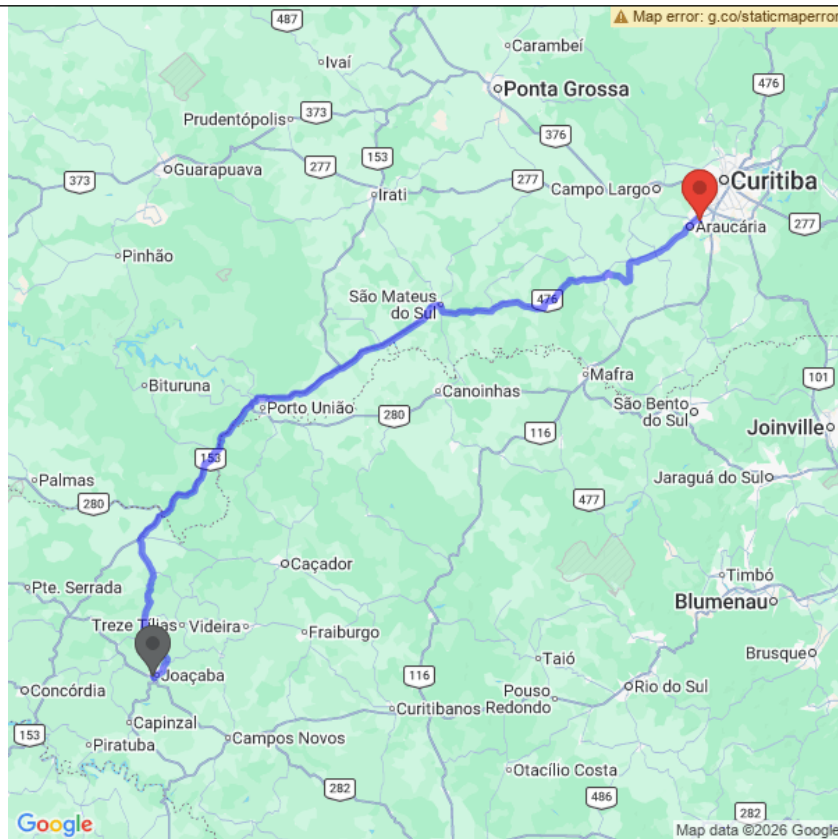 Map error: g.co/staticmaperror
487
Carambeí
Ivaí
Ponta Grossa
476
373
Prudentópolis
376
153
277
Guarapuava
373
277
Campo Largo
Curitiba
Irati
Araucária
277
Pinhão
São Mateus
do Sul
476
Mafra
101
Bituruna
Canoinhas
Porto União
280
São Bento
do Sul
116
Joinville
153
Palmas
Jaraguá do Sul
280
477
Caçador
Timbó
Pte. Serrada
Blumenau
Treze Tílias
Videira
Fraiburgo
Brusque
Taió
Joaçaba
116
Concórdia
Pouso
Redondo
Rio do Sul
Curitibanos
Capinzal
153
Piratuba
Campos Novos
Otacílio Costa
282
486
282
Google
Map data ©2026 Google